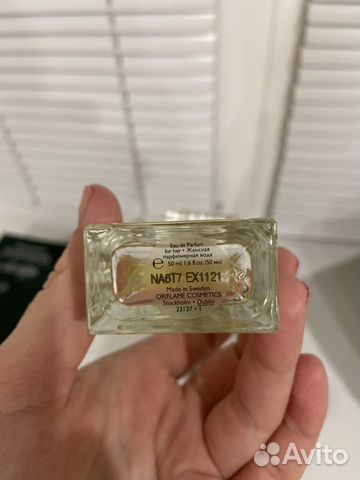 Eau de Parfum
for her • Женская
парфюмерная вода
℮ 50 ml 1.6 fl.oz. (50 мл)
NA6T7 EX1121
Made in Sweden
ORIFLAME COSMETICS
Stockholm • Dublin
33137 • 1
Avito